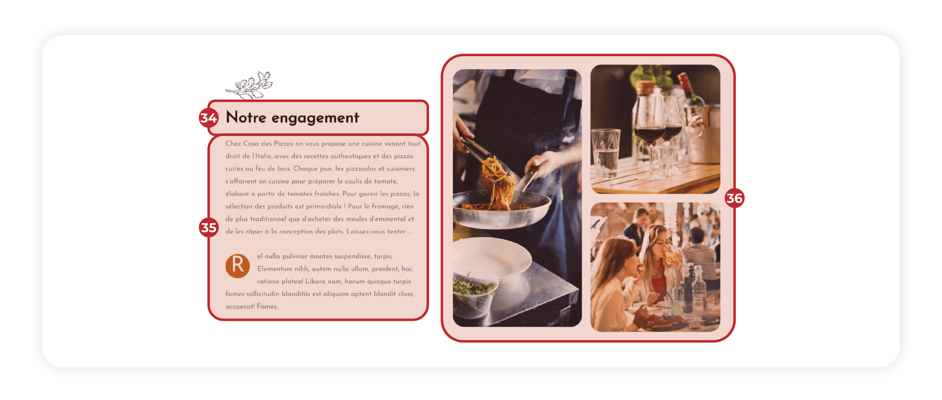 34
Notre engagement
Chez Casa des Pizzas on vous propose une cuisine venant tout
droit de l'Italie, avec des recettes authentiques et des pizzas
cuites au feu de bois. Chaque jour, les pizzaiolos et cuisiniers
s'affairent en cuisine pour préparer le coulis de tomate,
élaboré à partir de tomates fraîches. Pour garnir les pizzas, la
sélection des produits est primordiale ! Pour le fromage, rien
de plus traditionnel que d'acheter des meules d'emmental et
de les râper à la conception des plats. Laissez-vous tenter ...
35
R el nulla pulvinar montes suspendisse, turpis.
Elementum nibh, autem nulla ullam, proident, hac
ratione platea! Libero nam, harum quisque turpis
fames sollicitudin blanditiis est aliquam aptent blandit class,
occaecat! Fames.
36